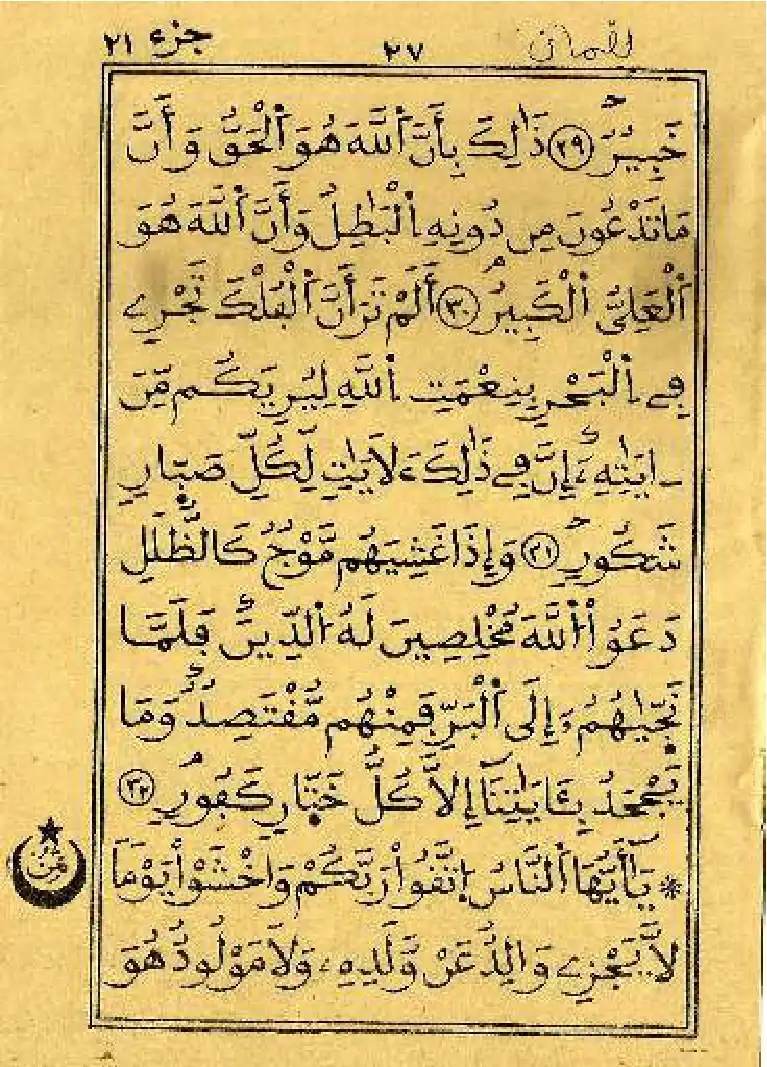 لقمان ٢٧ جزء ٢١
خَبِيرٌ ٢٩ ذَٰلِكَ بِأَنَّ ٱللَّهَ هُوَ ٱلْحَقُّ وَأَنَّ
مَا تَدْعُونَ مِن دُونِهِ ٱلْبَٰطِلُ وَأَنَّ ٱللَّهَ هُوَ
ٱلْعَلِىُّ ٱلْكَبِيرُ ٣٠ أَلَمْ تَرَ أَنَّ ٱلْڢُلْكَ تَجْرِے
ڢِے ٱلْبَحْرِ بِنِعْمَتِ ٱللَّهِ لِيُرِيَكُم مِّنَ
ءَايَٰتِهِۦٓ إِنَّ ڢِے ذَٰلِكَ ءَلَايَٰتٍ لِّكُلِّ صَبّ۪ارٍ
شَكُورٍ ٣١ وَإِذَا غَشِيَهُم مَّوْجٌ كَالظُّلَلِ
دَعَوُاْ ٱللَّهَ مُخْلِصِينَ لَهُ ٱلدِّينَ ڢَلَمَّا
نَجّ۪يٰهُمُۥٓ إِلَى ٱلْبَرِّ ڢَمِنْهُم مُّڧْتَصِدٌ وَمَا
يَجْحَدُ بِـَٔايَٰتِنَآ إِلَّا كُلُّ خَبّ۪ارٍ كَڢُورٍ ٣٢
* يَٰٓأَيُّهَا ٱلنَّاسُ ٱتَّڧُواْ رَبَّكُمْ وَٱخْشَوْاْ يَوْماً
لَّا يَجْزِے وَالِدٌ عَنْ وَّلَدِهِۦ وَلَا مَوْلُودٌ هُوَ
ثمن